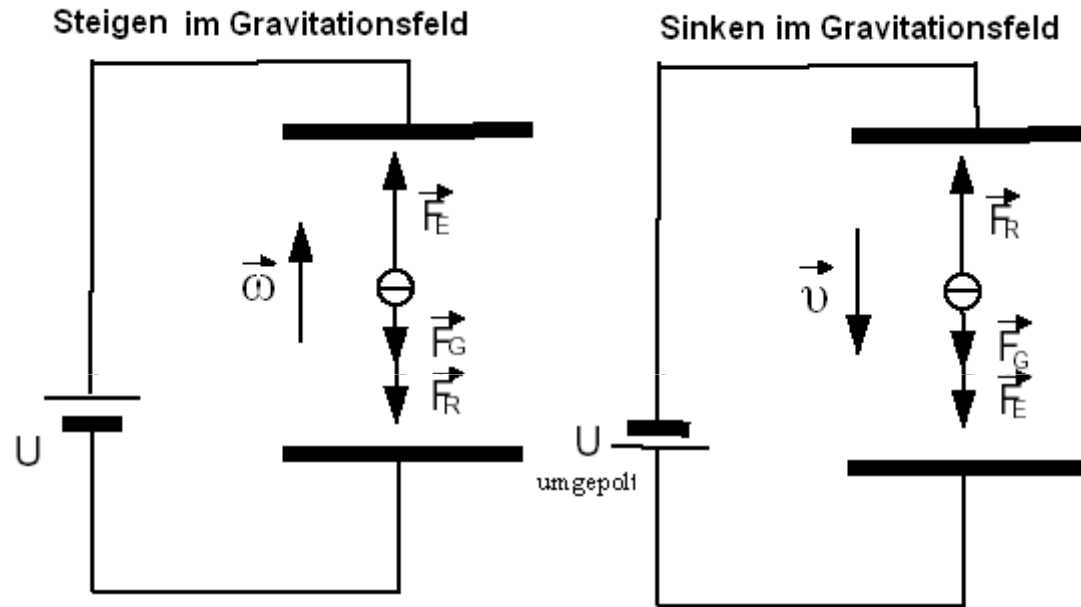 Steigen im Gravitationsfeld
F_E
ω
F_G
F_R
U
Sinken im Gravitationsfeld
F_R
υ
F_G
F_E
U
umgepolt